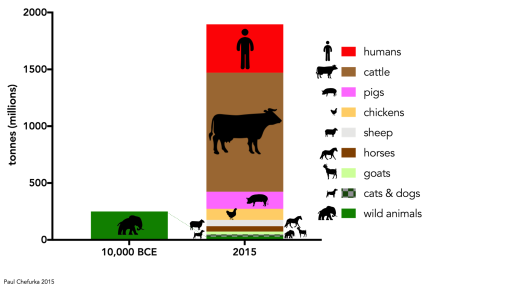 2000
1500
1000
500
0
tonnes (millions)
10,000 BCE
2015
humans
cattle
pigs
chickens
sheep
horses
goats
cats & dogs
wild animals
Paul Chefurka 2015